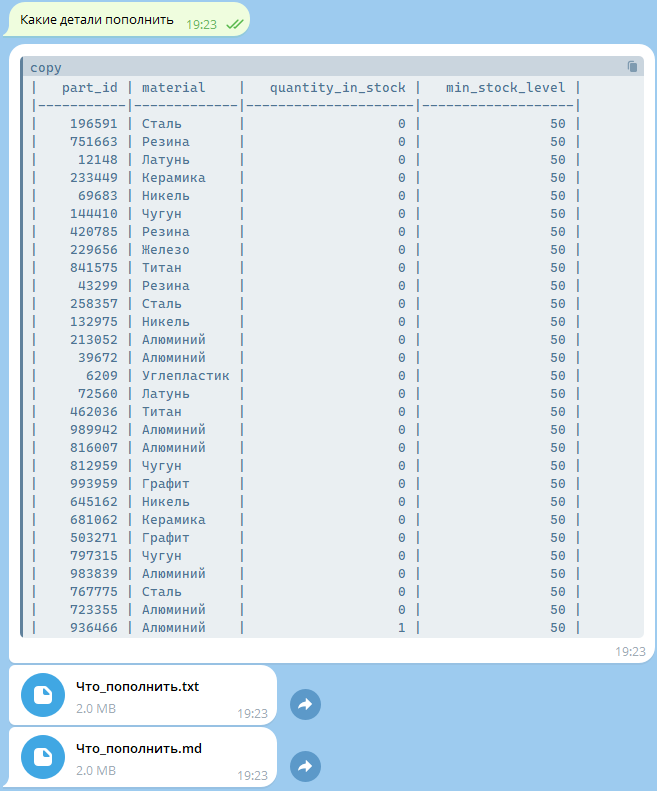 Какие детали пополнить 19:23
copy
| part_id | material | quantity_in_stock | min_stock_level |
|-----------|-------------|---------------------|-------------------|
| 196591 | Сталь | 0 | 50 |
| 751663 | Резина | 0 | 50 |
| 12148 | Латунь | 0 | 50 |
| 233449 | Керамика | 0 | 50 |
| 69683 | Никель | 0 | 50 |
| 144410 | Чугун | 0 | 50 |
| 420785 | Резина | 0 | 50 |
| 229656 | Железо | 0 | 50 |
| 841575 | Титан | 0 | 50 |
| 43299 | Резина | 0 | 50 |
| 258357 | Сталь | 0 | 50 |
| 132975 | Никель | 0 | 50 |
| 213052 | Алюминий | 0 | 50 |
| 39672 | Алюминий | 0 | 50 |
| 6209 | Углепластик | 0 | 50 |
| 72560 | Латунь | 0 | 50 |
| 462036 | Титан | 0 | 50 |
| 989942 | Алюминий | 0 | 50 |
| 816007 | Алюминий | 0 | 50 |
| 812959 | Чугун | 0 | 50 |
| 993959 | Графит | 0 | 50 |
| 645162 | Никель | 0 | 50 |
| 681062 | Керамика | 0 | 50 |
| 503271 | Графит | 0 | 50 |
| 797315 | Чугун | 0 | 50 |
| 983839 | Алюминий | 0 | 50 |
| 767775 | Сталь | 0 | 50 |
| 723355 | Алюминий | 0 | 50 |
| 936466 | Алюминий | 1 | 50 |
19:23
Что_пополнить.txt
2.0 MB 19:23
Что_пополнить.md
2.0 MB 19:23